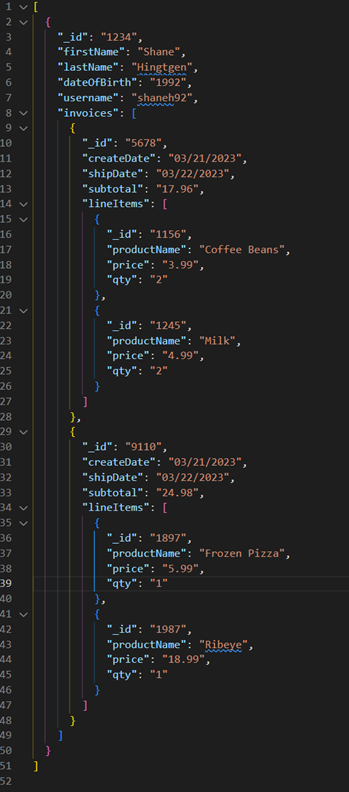 1 [
2 {
3 "_id": "1234",
4 "firstName": "Shane",
5 "lastName": "Hingtgen",
6 "dateOfBirth": "1992",
7 "username": "shaneh92",
8 "invoices": [
9 {
10 "_id": "5678",
11 "createDate": "03/21/2023",
12 "shipDate": "03/22/2023",
13 "subtotal": "17.96",
14 "lineItems": [
15 {
16 "_id": "1156",
17 "productName": "Coffee Beans",
18 "price": "3.99",
19 "qty": "2"
20 },
21 {
22 "_id": "1245",
23 "productName": "Milk",
24 "price": "4.99",
25 "qty": "2"
26 }
27 ]
28 },
29 {
30 "_id": "9110",
31 "createDate": "03/21/2023",
32 "shipDate": "03/22/2023",
33 "subtotal": "24.98",
34 "lineItems": [
35 {
36 "_id": "1897",
37 "productName": "Frozen Pizza",
38 "price": "5.99",
39 "qty": "1"
40 },
41 {
42 "_id": "1987",
43 "productName": "Ribeye",
44 "price": "18.99",
45 "qty": "1"
46 }
47 ]
48 }
49 ]
50 }
51 ]
52